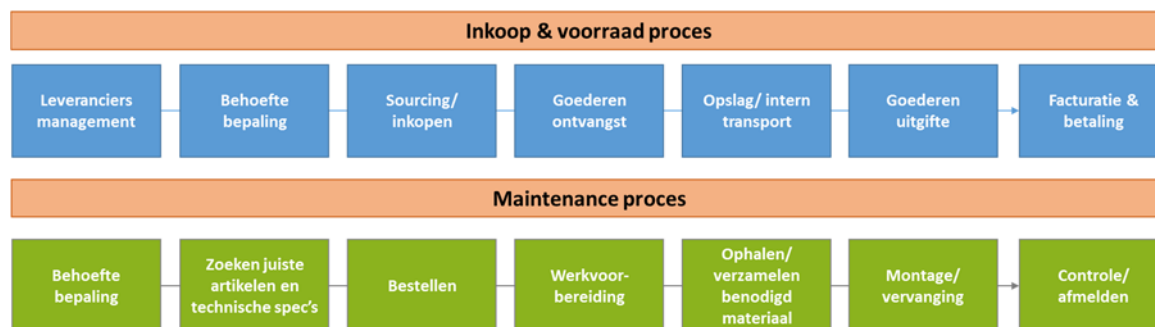 Inkoop & voorraad proces
Leveranciers
management
Behoefte
bepaling
Sourcing/
inkopen
Goederen
ontvangst
Opslag/ intern
transport
Goederen
uitgifte
Facturatie &
betaling
Maintenance proces
Behoefte
bepaling
Zoeken juiste
artikelen en
technische spec’s
Bestellen
Werkvoor-
bereiding
Ophalen/
verzamelen
benodigd
materiaal
Montage/
vervanging
Controle/
afmelden